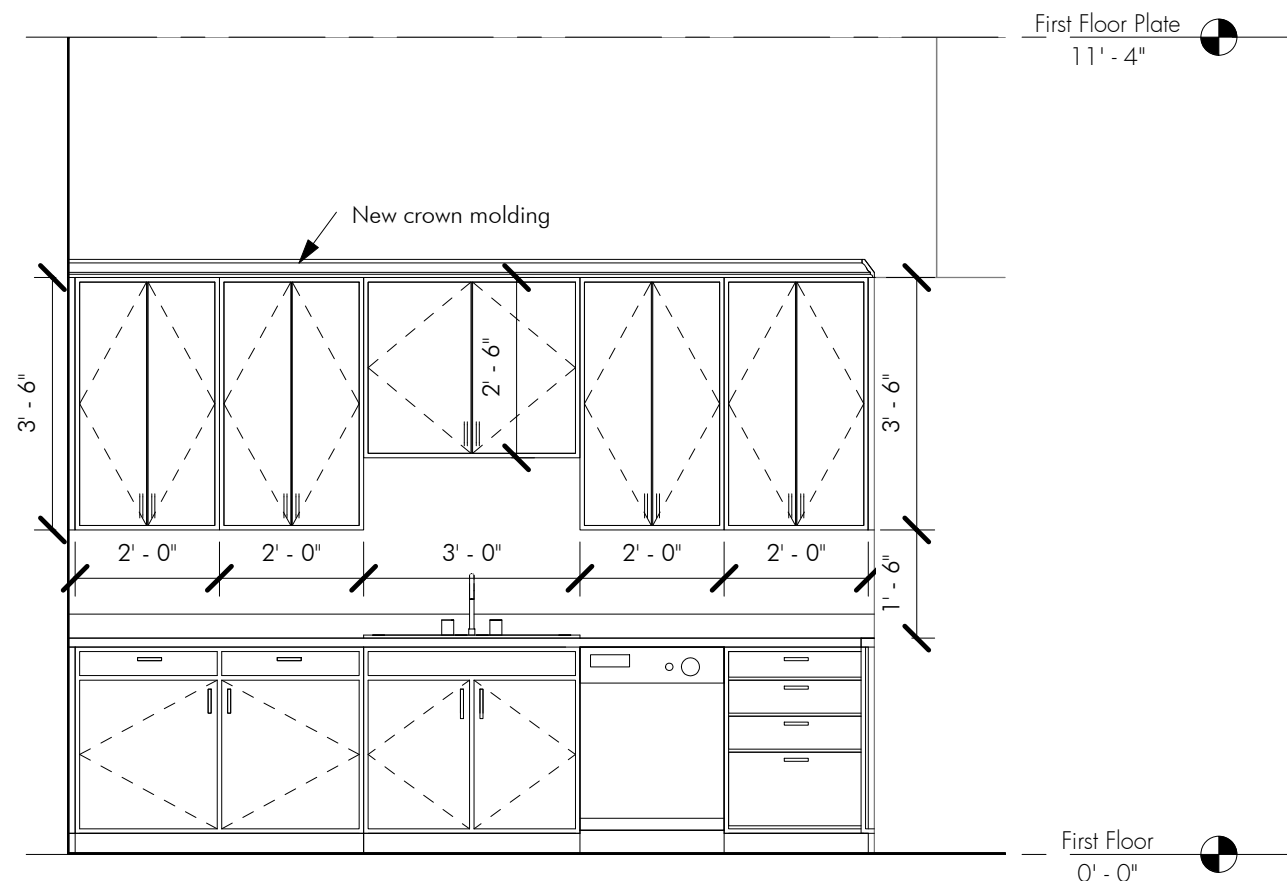 First Floor Plate
11' - 4"
New crown molding
3' - 6"
2' - 6"
3' - 6"
2' - 0"
2' - 0"
3' - 0"
2' - 0"
2' - 0"
1' - 6"
First Floor
0' - 0"